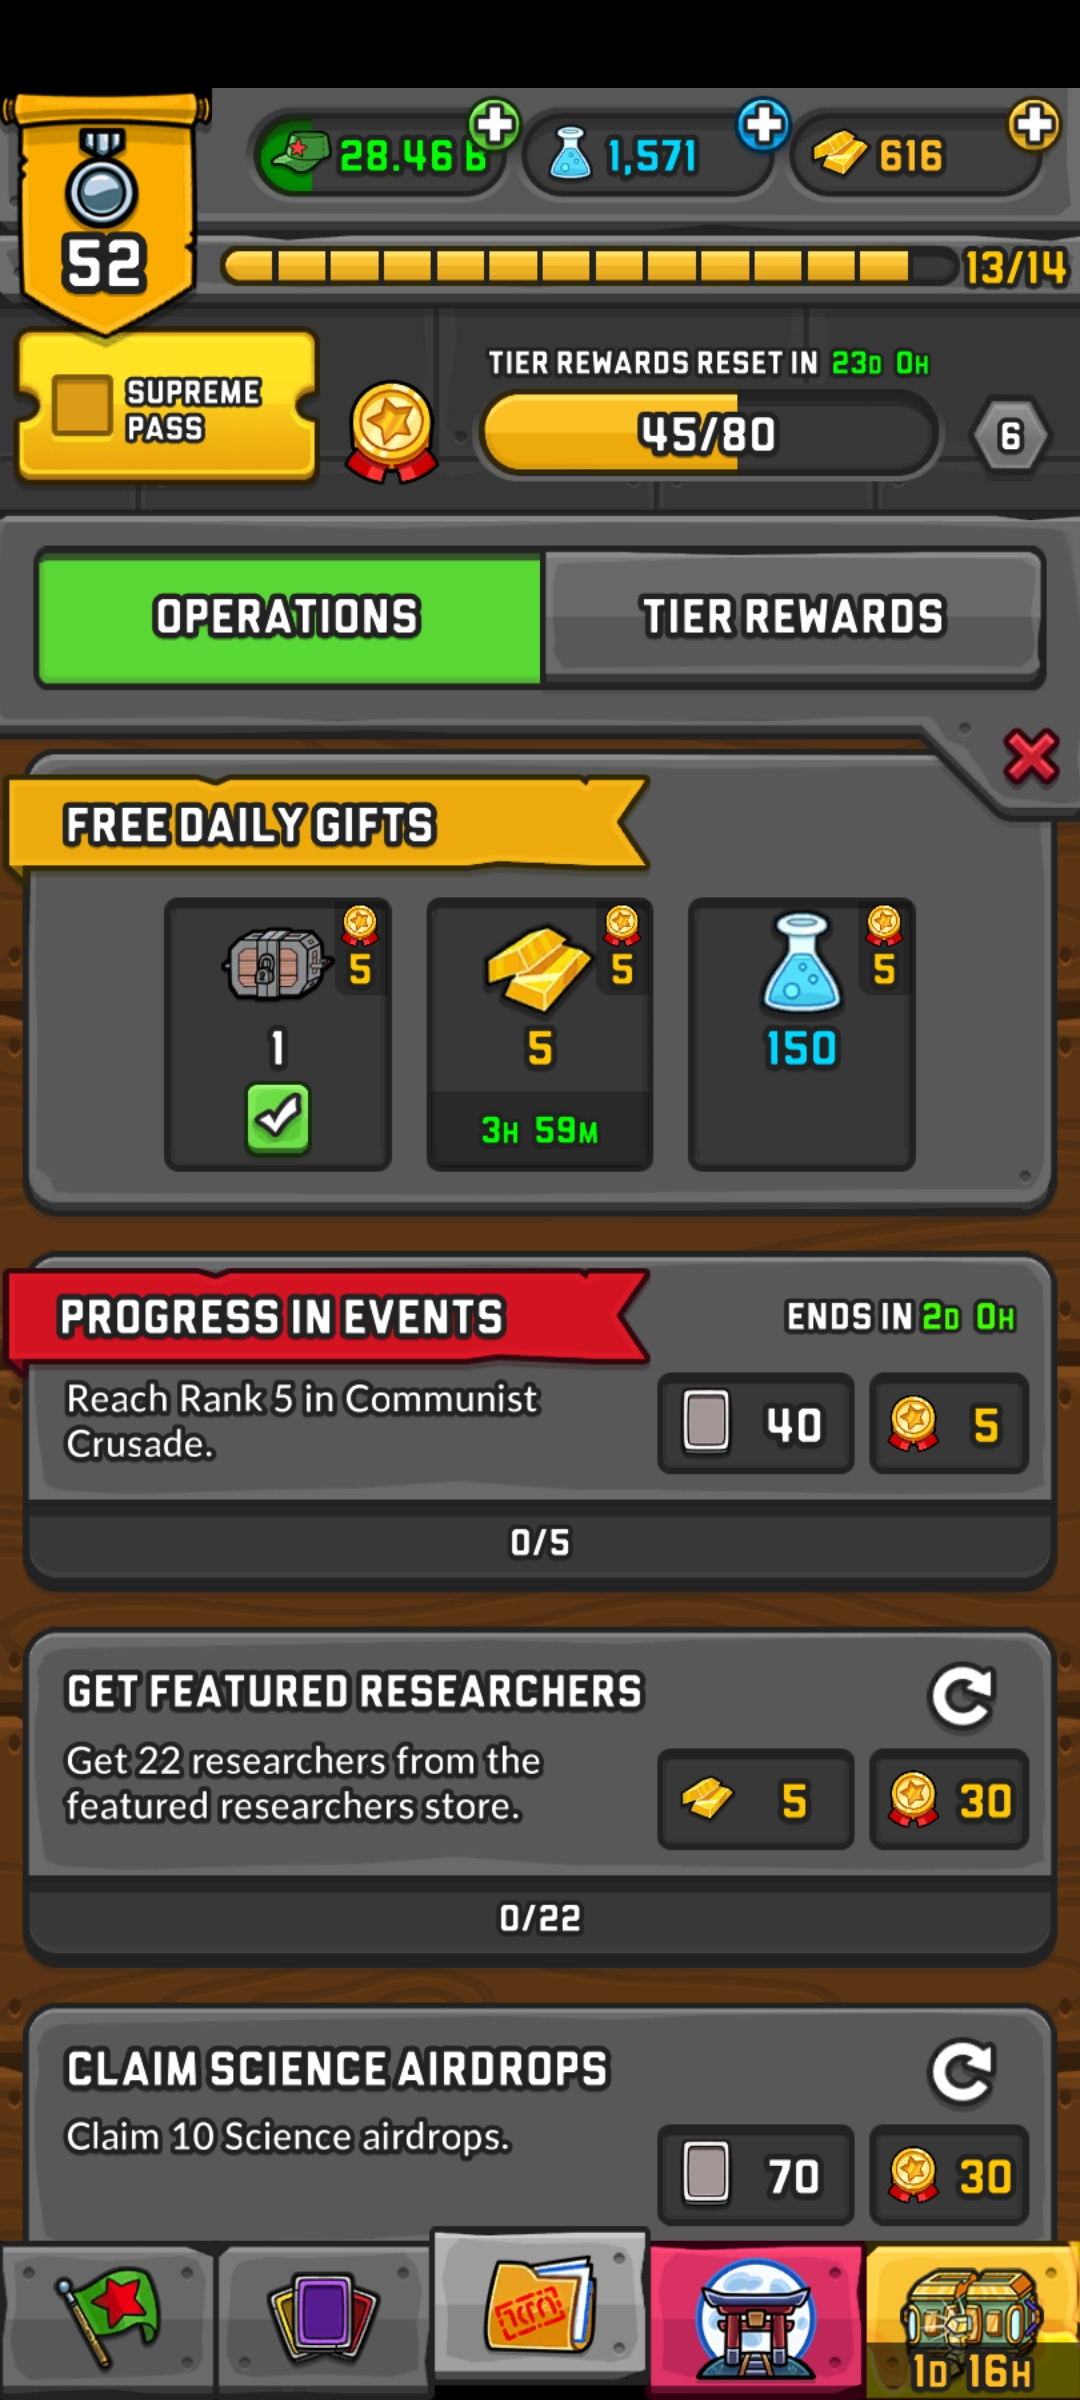 28.46 B
1,571
616
52
13/14
SUPREME
PASS
TIER REWARDS RESET IN 23D 0H
45/80
6
OPERATIONS
TIER REWARDS
FREE DAILY GIFTS
5
5
5
1
5
150
3H 59M
PROGRESS IN EVENTS
ENDS IN 2D 0H
Reach Rank 5 in Communist
Crusade.
40
5
0/5
GET FEATURED RESEARCHERS
Get 22 researchers from the
featured researchers store.
5
30
0/22
CLAIM SCIENCE AIRDROPS
Claim 10 Science airdrops.
70
30
1D 16H